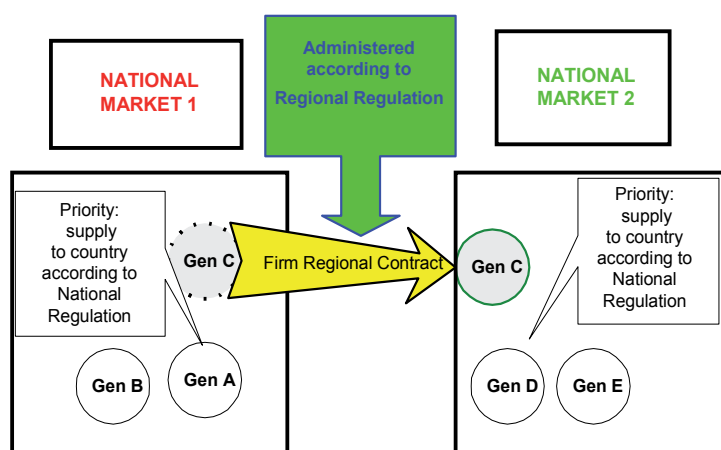 Administered
according to
Regional Regulation
NATIONAL
MARKET 1
NATIONAL
MARKET 2
Priority:
supply
to country
according to
National
Regulation
Gen C
Firm Regional Contract
Gen C
Priority:
supply
to country
according to
National
Regulation
Gen B
Gen A
Gen D
Gen E